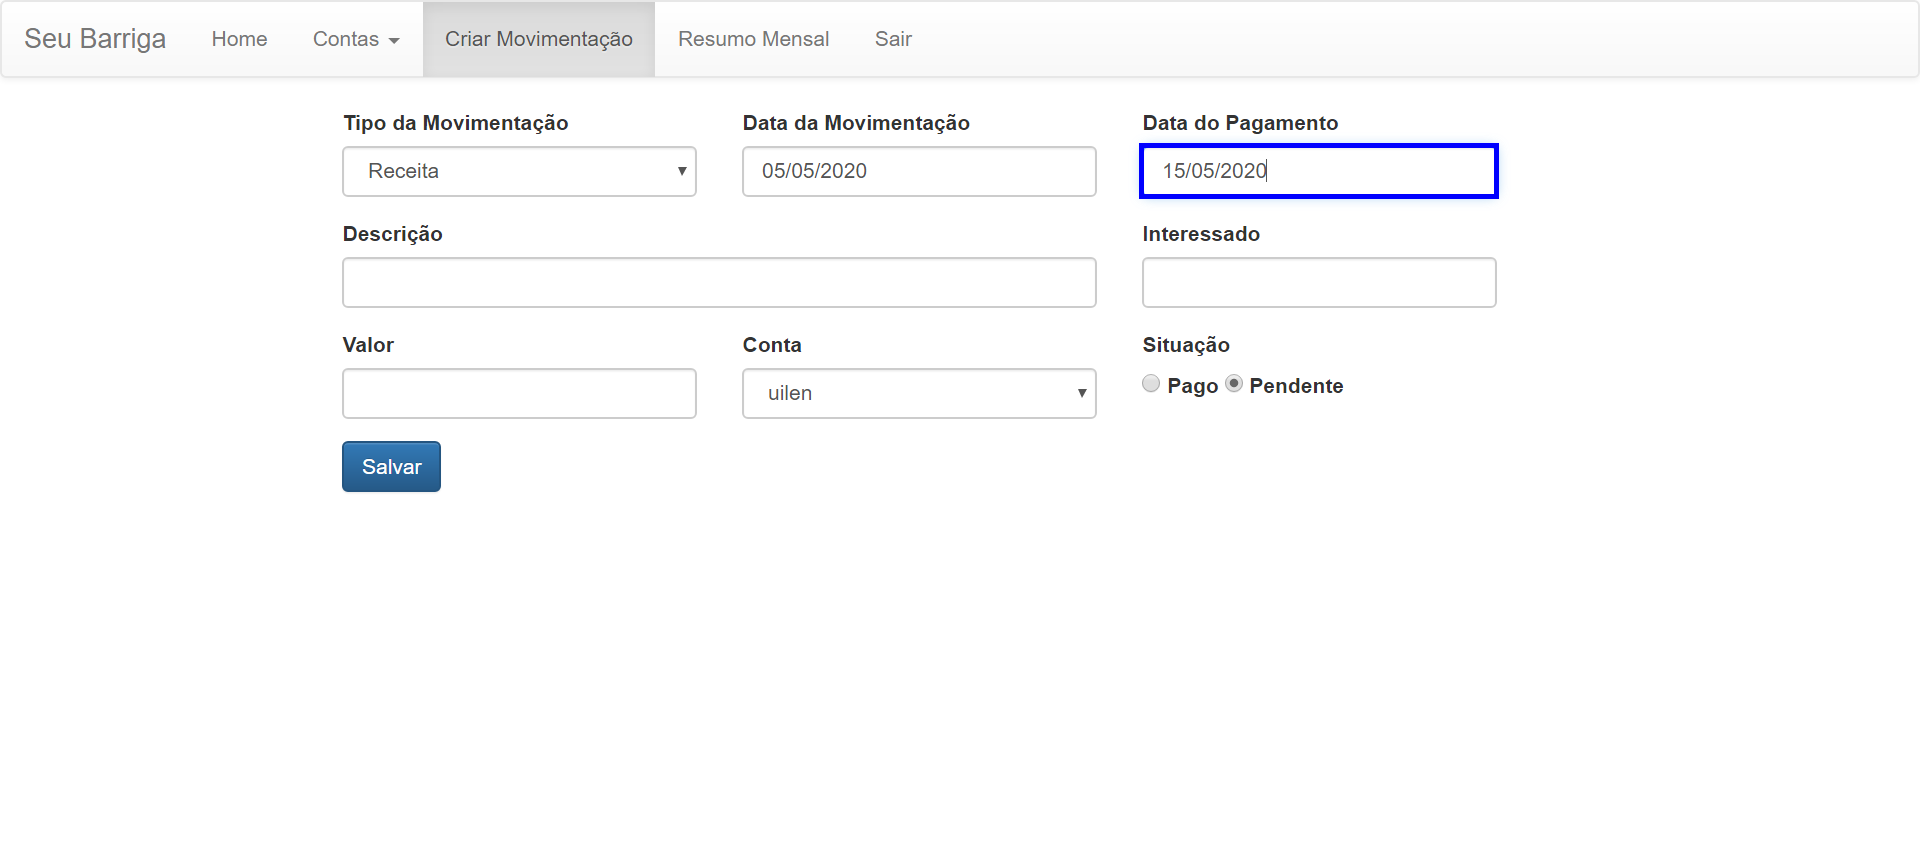 Seu Barriga Home Contas Criar Movimentação Resumo Mensal Sair
Tipo da Movimentação Data da Movimentação Data do Pagamento
Receita 05/05/2020 15/05/2020
Descrição Interessado
Valor Conta Situação
uilen Pago Pendente
Salvar